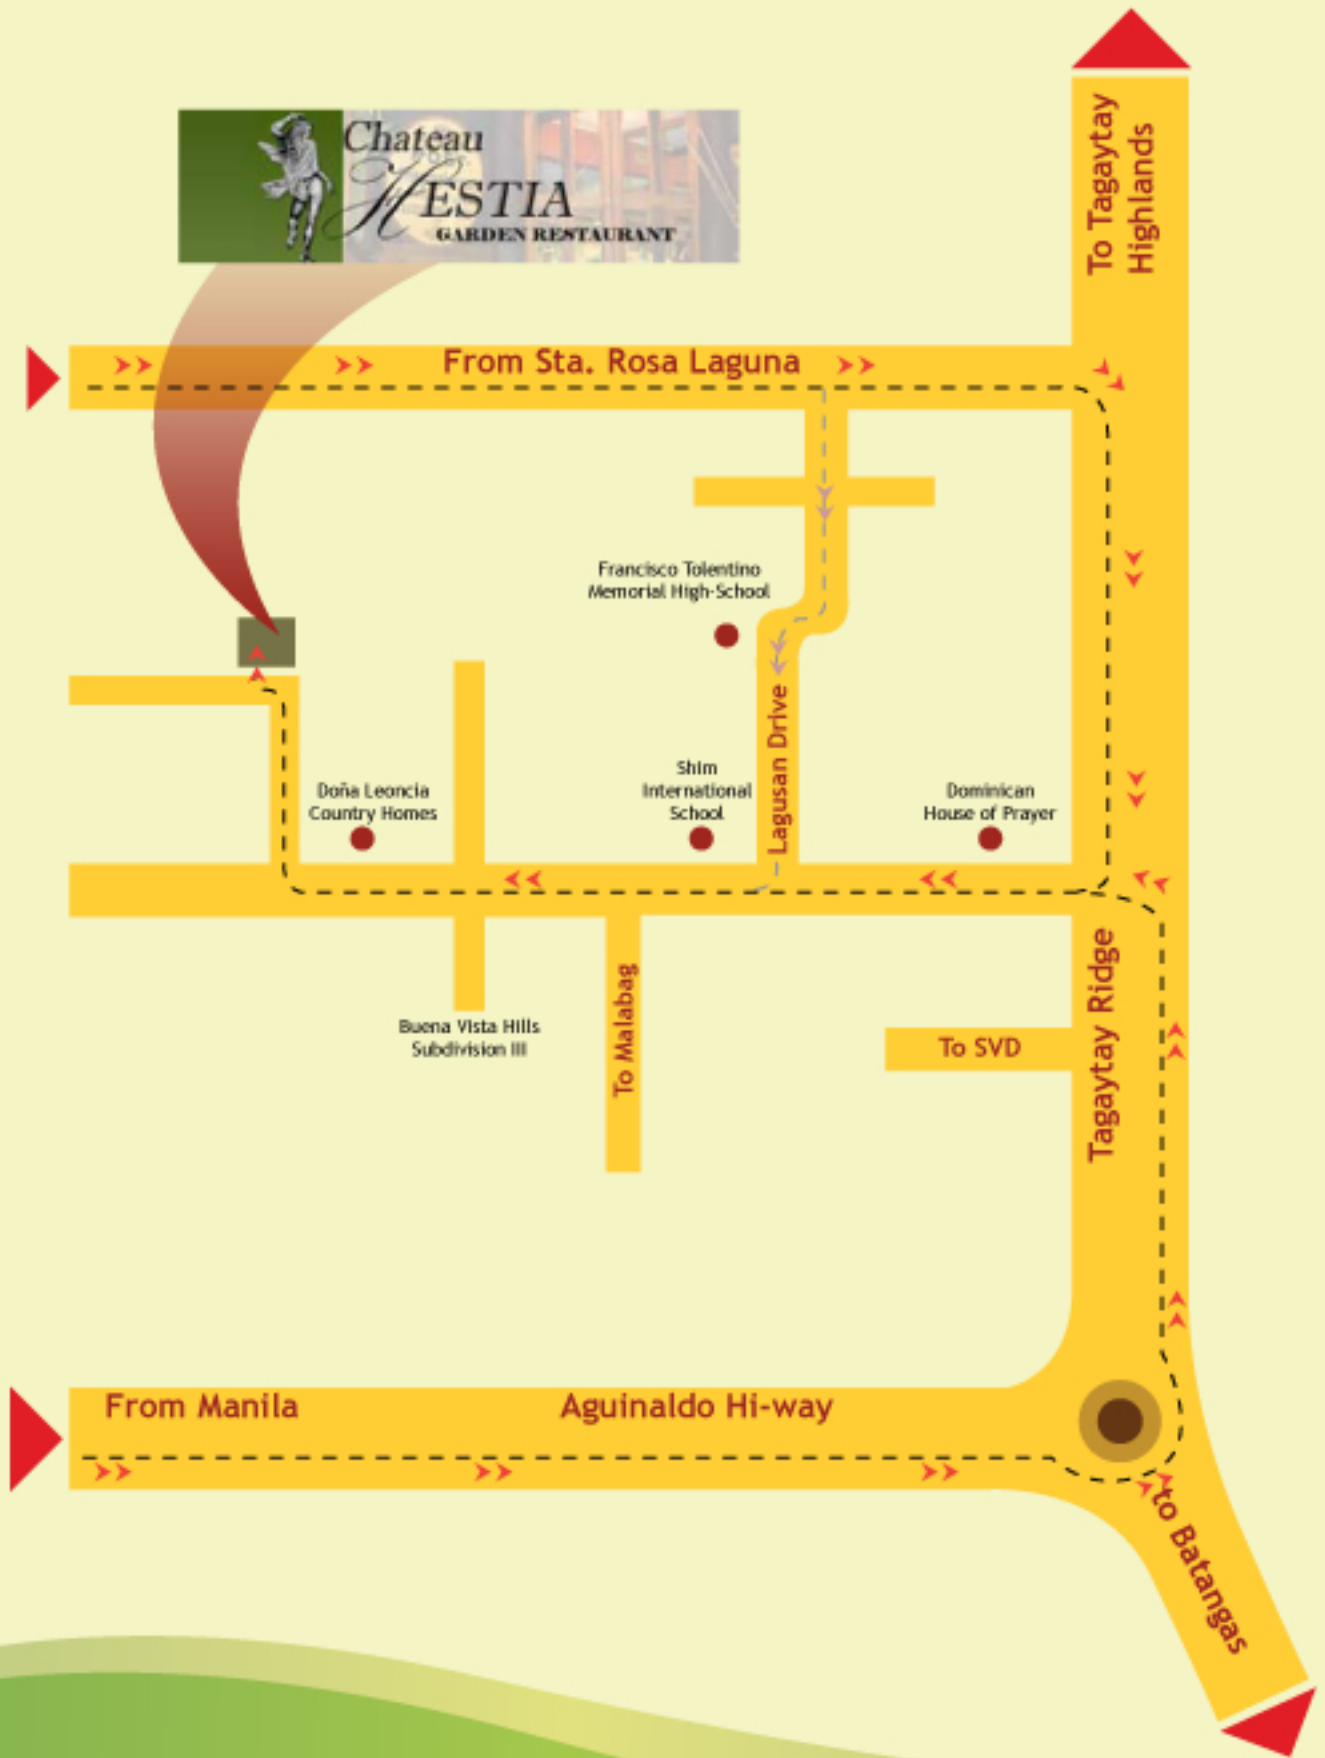 Chateau
HESTIA
GARDEN RESTAURANT
To Tagaytay
Highlands
From Sta. Rosa Laguna
Francisco Tolentino
Memorial High-School
Lagusan Drive
Shim
International
School
Doña Leoncia
Country Homes
Dominican
House of Prayer
Tagaytay Ridge
To Malabag
Buena Vista Hills
Subdivision III
To SVD
From Manila
Aguinaldo Hi-way
to Batangas